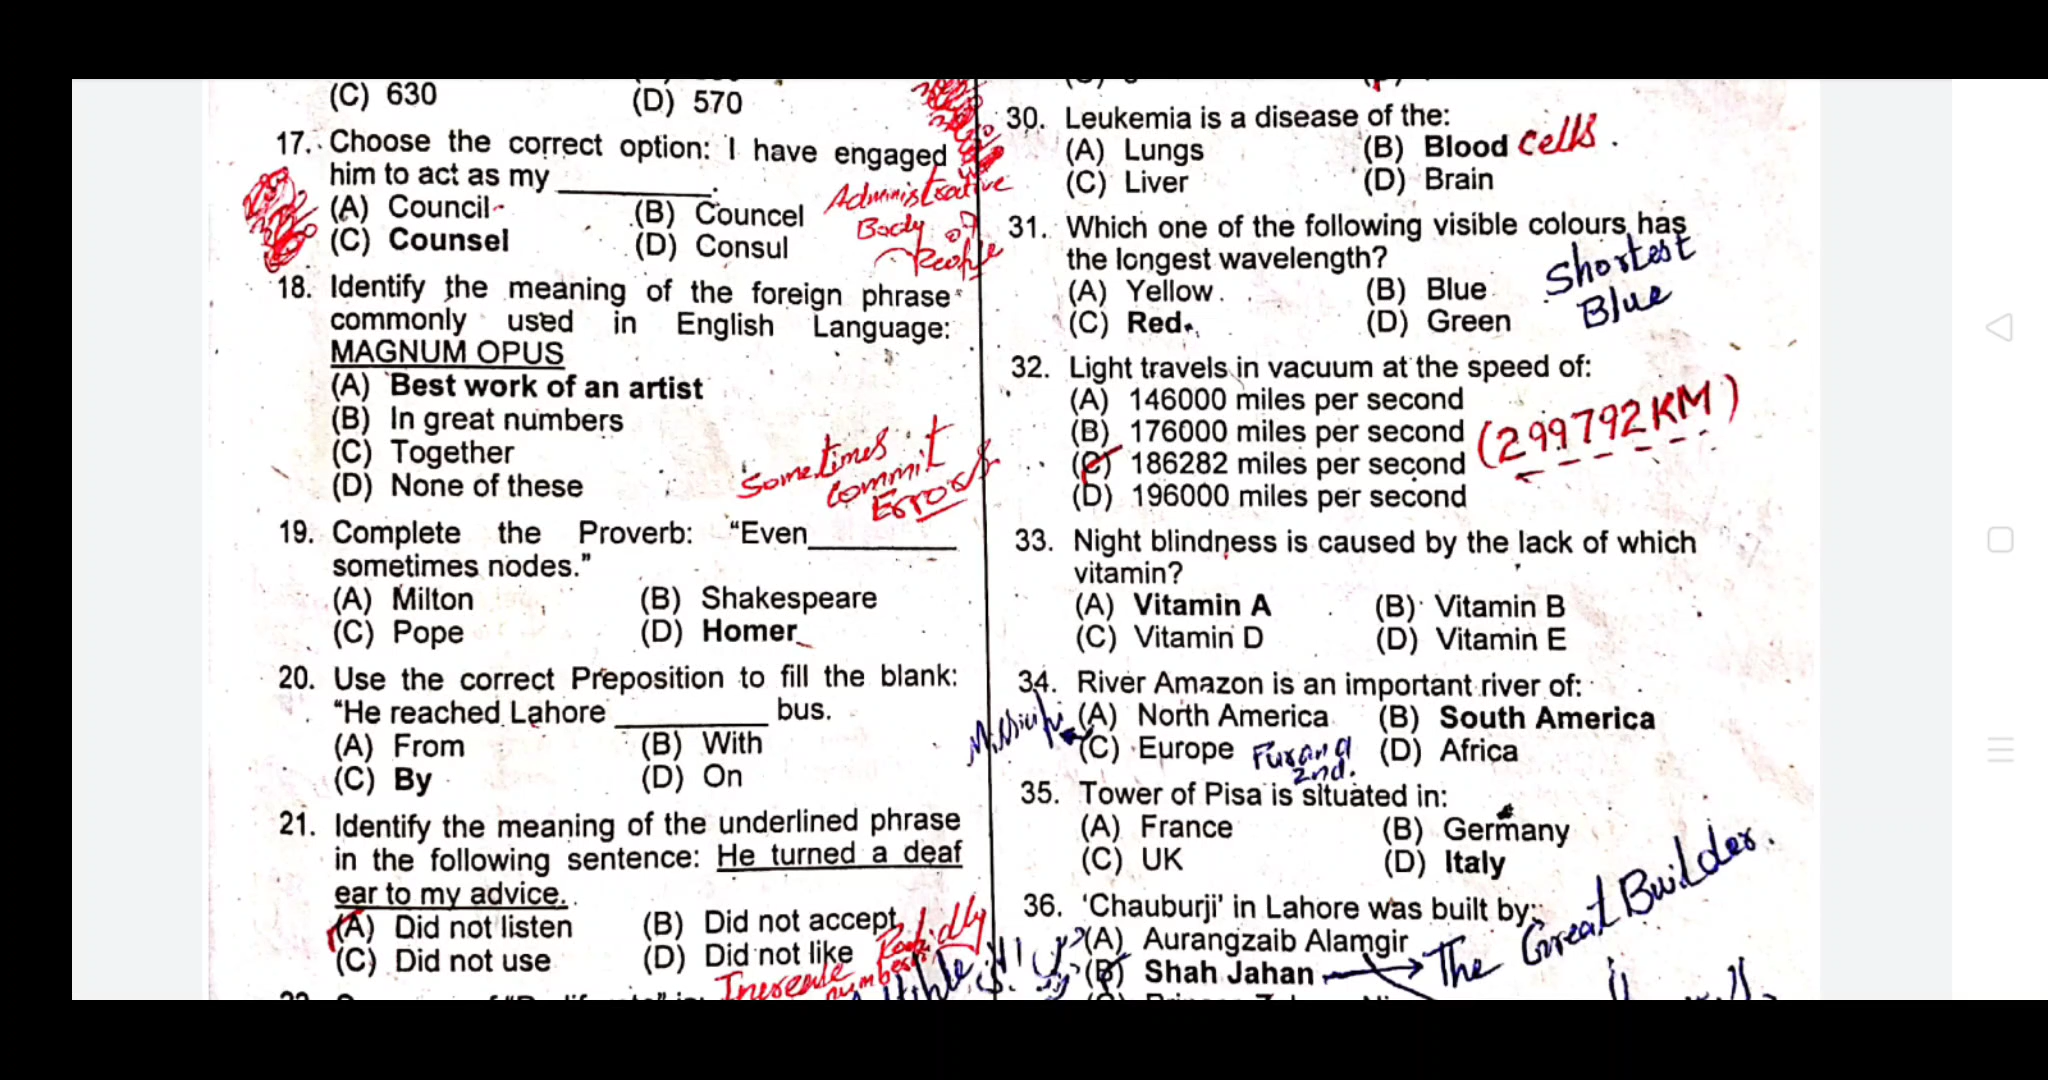 (C) 630
(D) 570
17. Choose the correct option: I have engaged
him to act as my ________.
(A) Council
(B) Councel
(C) Counsel
(D) Consul
Administrative
Body of
People
18. Identify the meaning of the foreign phrase
commonly used in English Language:
MAGNUM OPUS
(A) Best work of an artist
(B) In great numbers
(C) Together
(D) None of these
Sometimes
Commit
Errors
19. Complete the Proverb: “Even________
sometimes nodes.”
(A) Milton
(B) Shakespeare
(C) Pope
(D) Homer
20. Use the correct Preposition to fill the blank:
“He reached Lahore ________ bus.
(A) From
(B) With
(C) By
(D) On
21. Identify the meaning of the underlined phrase
in the following sentence: He turned a deaf
ear to my advice.
(A) Did not listen
(B) Did not accept
(C) Did not use
(D) Did not like
30. Leukemia is a disease of the:
(A) Lungs
(B) Blood Cells.
(C) Liver
(D) Brain
31. Which one of the following visible colours has
the longest wavelength?
(A) Yellow
(B) Blue
(C) Red
(D) Green
Shortest
Blue
32. Light travels in vacuum at the speed of:
(A) 146000 miles per second
(B) 176000 miles per second
(C) 186282 miles per second
(D) 196000 miles per second
(299792 KM)
33. Night blindness is caused by the lack of which
vitamin?
(A) Vitamin A
(B) Vitamin B
(C) Vitamin D
(D) Vitamin E
34. River Amazon is an important river of:
(A) North America
(B) South America
(C) Europe
(D) Africa
2nd.
35. Tower of Pisa is situated in:
(A) France
(B) Germany
(C) UK
(D) Italy
36. ‘Chauburji’ in Lahore was built by:
(A) Aurangzaib Alamgir
(B) Shah Jahan
The Great Builder.